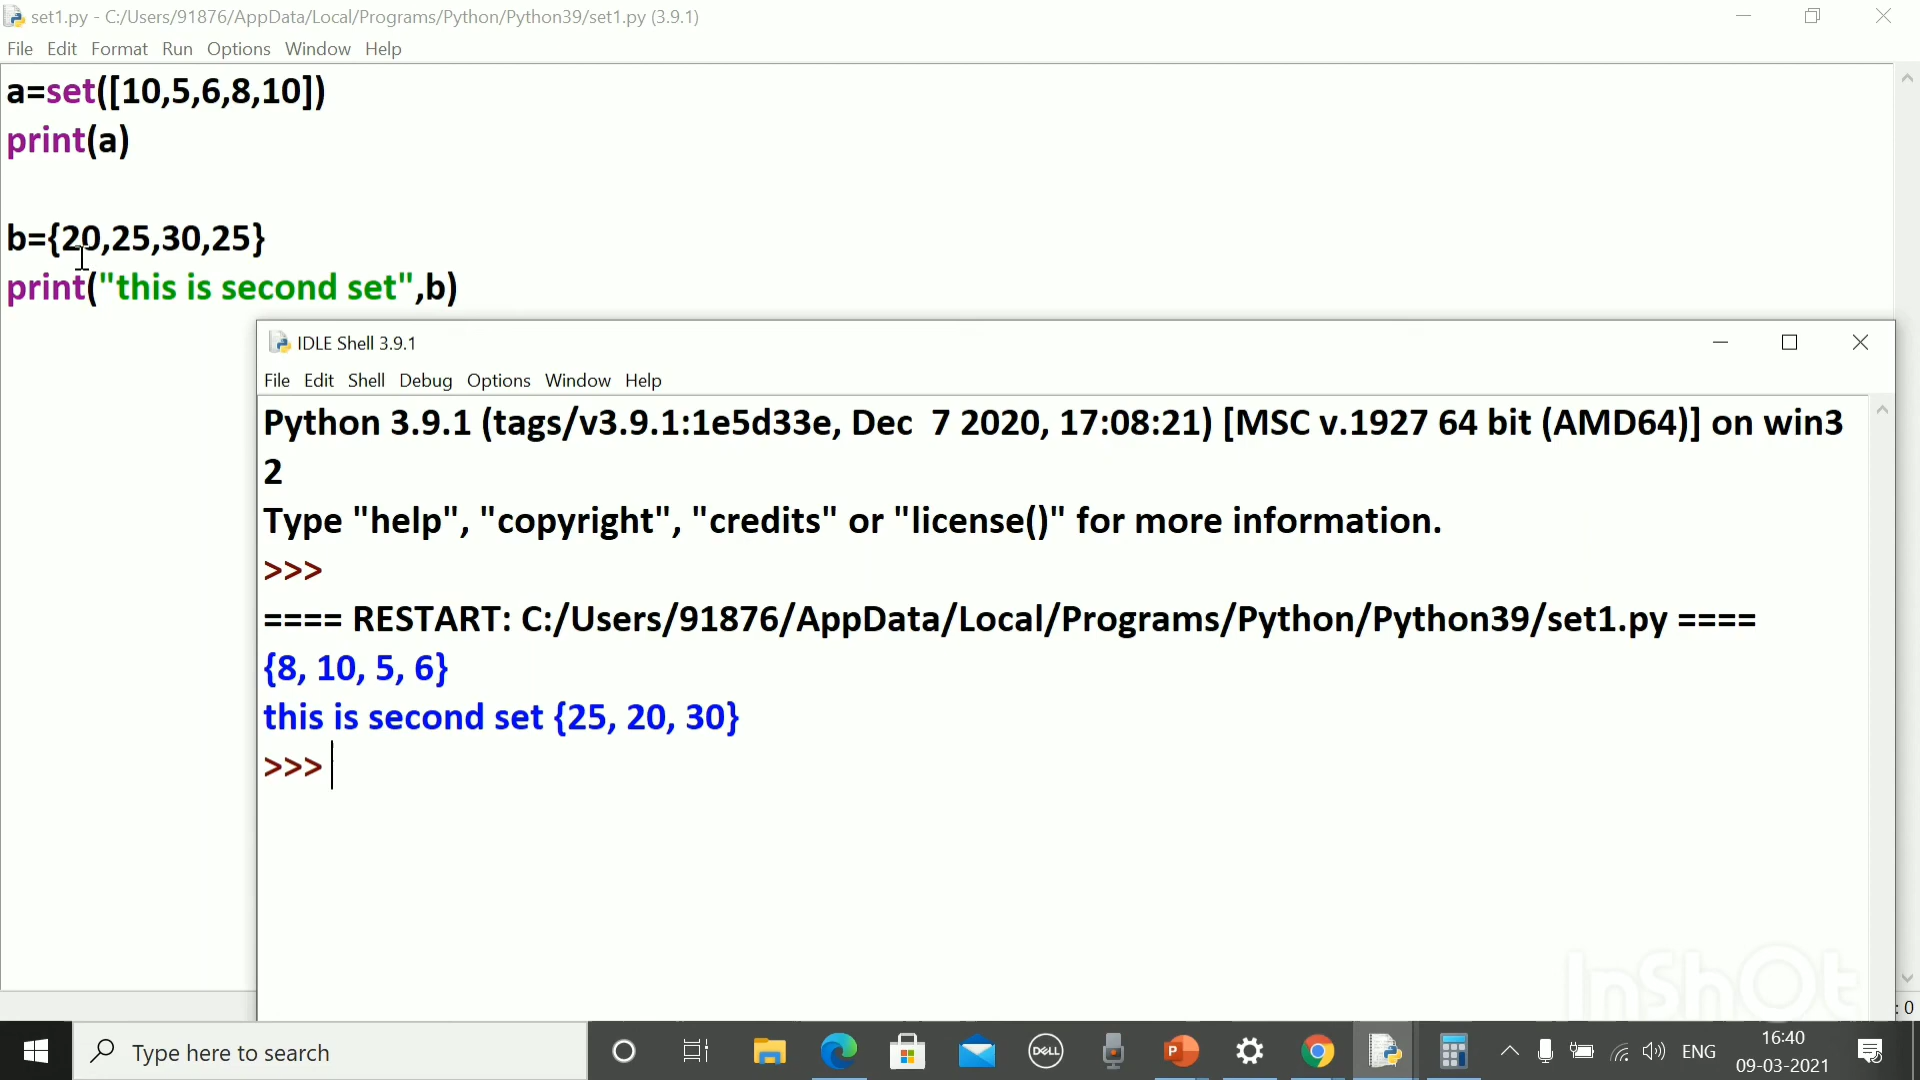 set1.py - C:/Users/91876/AppData/Local/Programs/Python/Python39/set1.py (3.9.1)
File Edit Format Run Options Window Help
a=set([10,5,6,8,10])
print(a)
b={20,25,30,25}
print("this is second set",b)
IDLE Shell 3.9.1
File Edit Shell Debug Options Window Help
Python 3.9.1 (tags/v3.9.1:1e5d33e, Dec  7 2020, 17:08:21) [MSC v.1927 64 bit (AMD64)] on win3
2
Type "help", "copyright", "credits" or "license()" for more information.
>>>
==== RESTART: C:/Users/91876/AppData/Local/Programs/Python/Python39/set1.py ====
{8, 10, 5, 6}
this is second set {25, 20, 30}
>>>
InShOt
: 0
Type here to search
DELL
ENG
16:40
09-03-2021